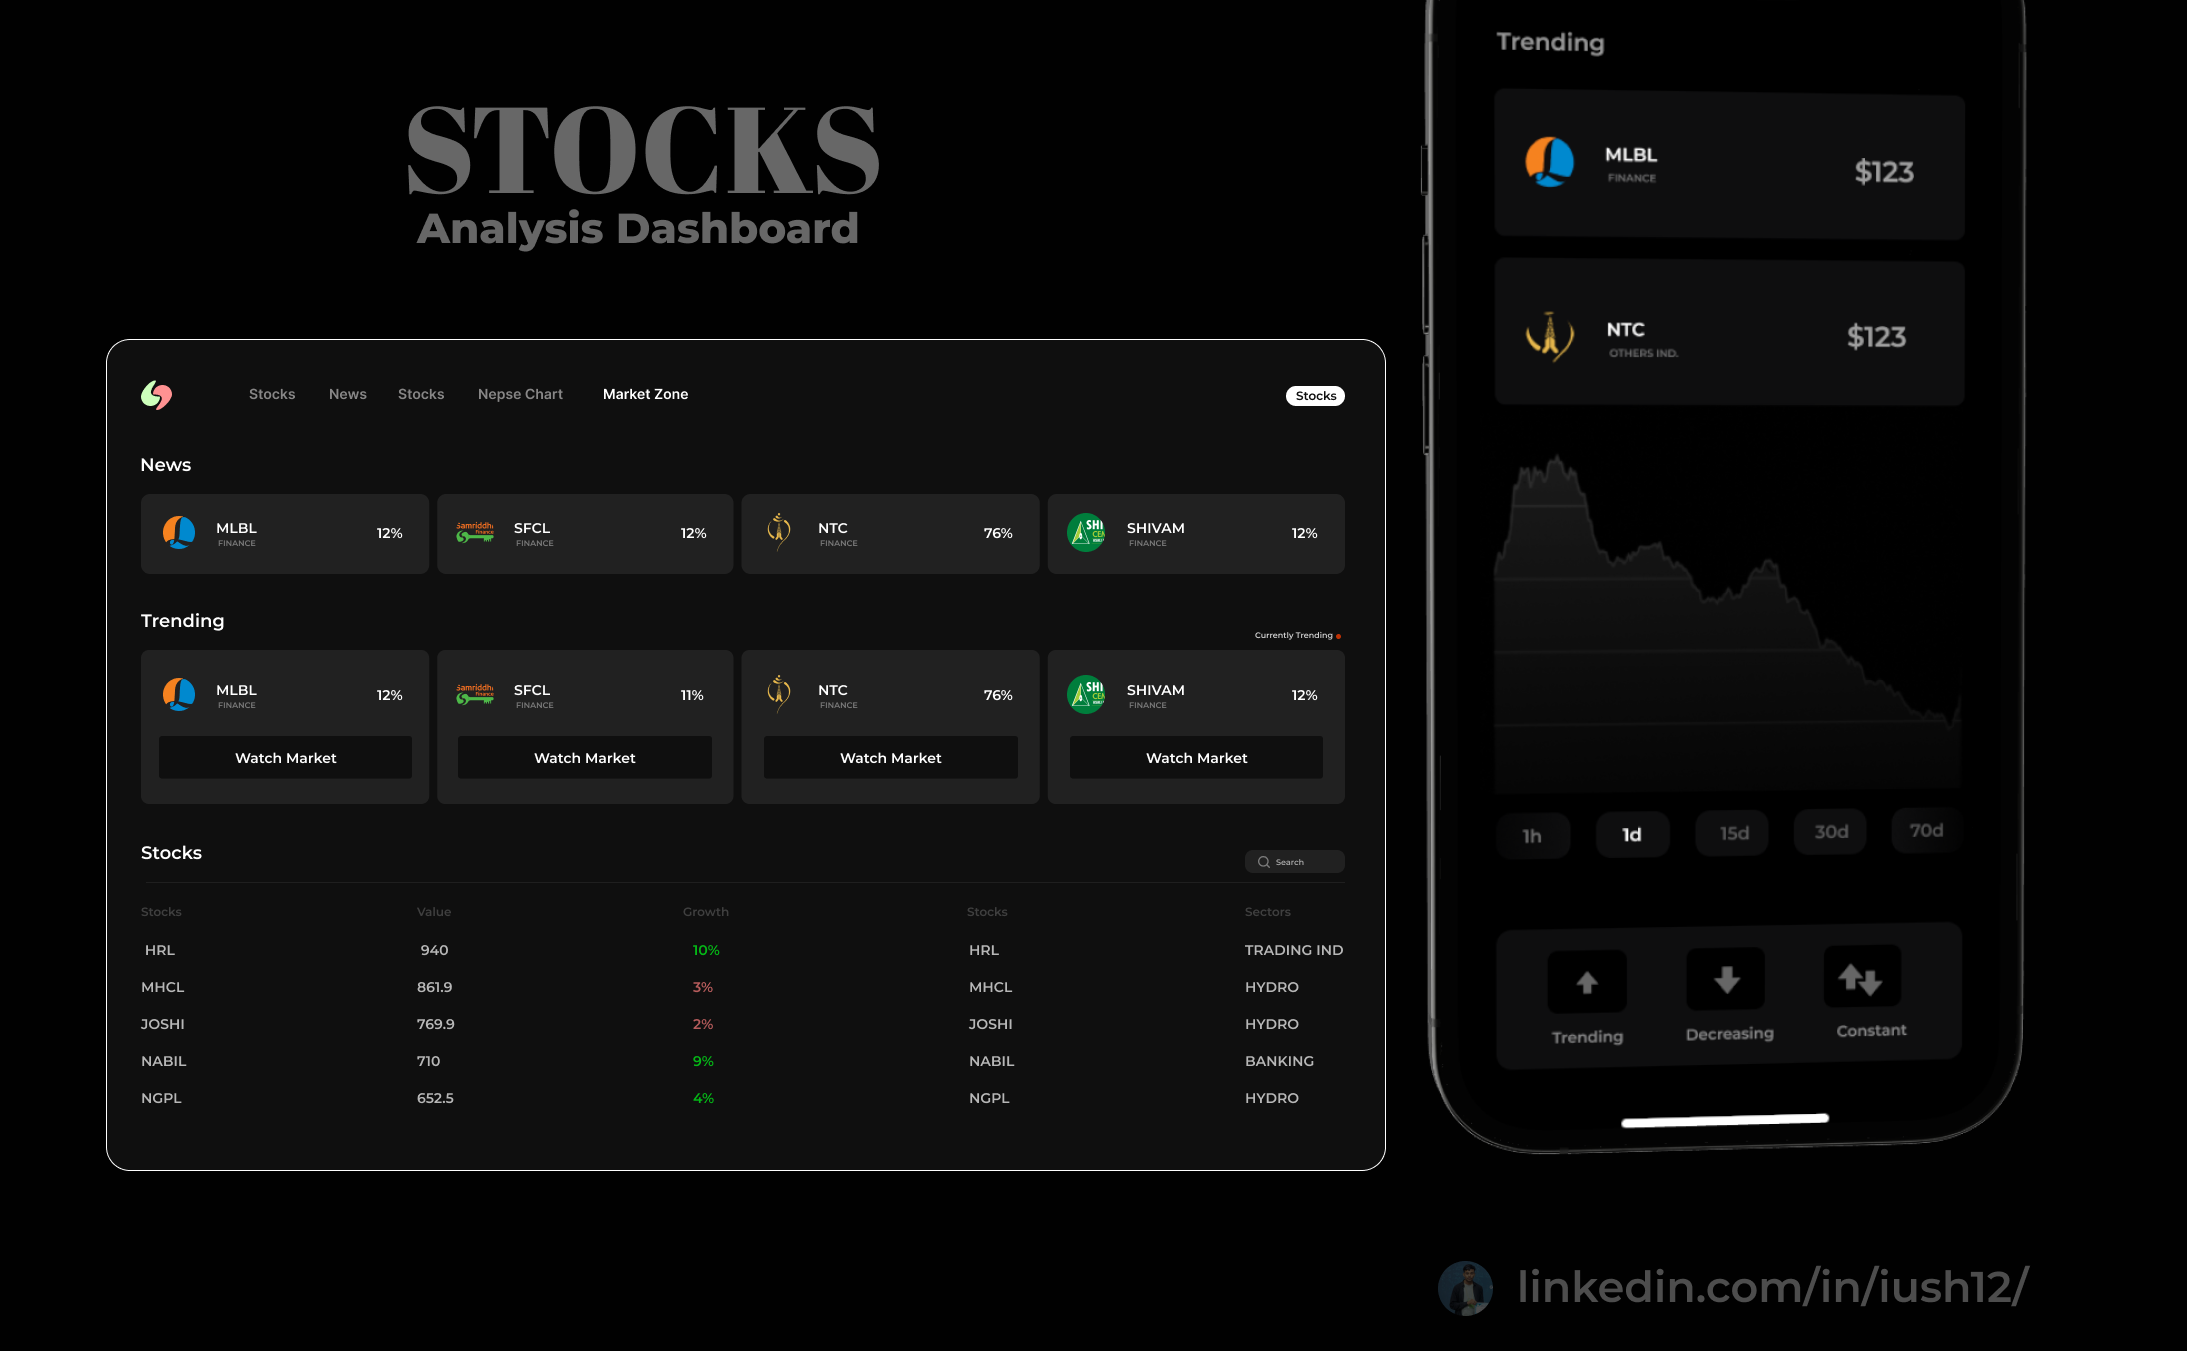 STOCKS
Analysis Dashboard
Stocks News Stocks Nepse Chart Market Zone Stocks
News
MLBL 12% SFCL 12% NTC 76% SHIVAM 12%
FINANCE FINANCE FINANCE FINANCE
Samriddhi
Finance
SHI
CEM
Trending
Currently Trending
MLBL 12% SFCL 11% NTC 76% SHIVAM 12%
FINANCE FINANCE FINANCE FINANCE
Samriddhi
Finance
SHI
CEM
Watch Market Watch Market Watch Market Watch Market
Stocks
Search
Stocks Value Growth Stocks Sectors
HRL 940 10% HRL TRADING IND
MHCL 861.9 3% MHCL HYDRO
JOSHI 769.9 2% JOSHI HYDRO
NABIL 710 9% NABIL BANKING
NGPL 652.5 4% NGPL HYDRO
Trending
MLBL $123
FINANCE
NTC $123
OTHERS IND.
1h 1d 15d 30d 70d
Trending Decreasing Constant
linkedin.com/in/iush12/